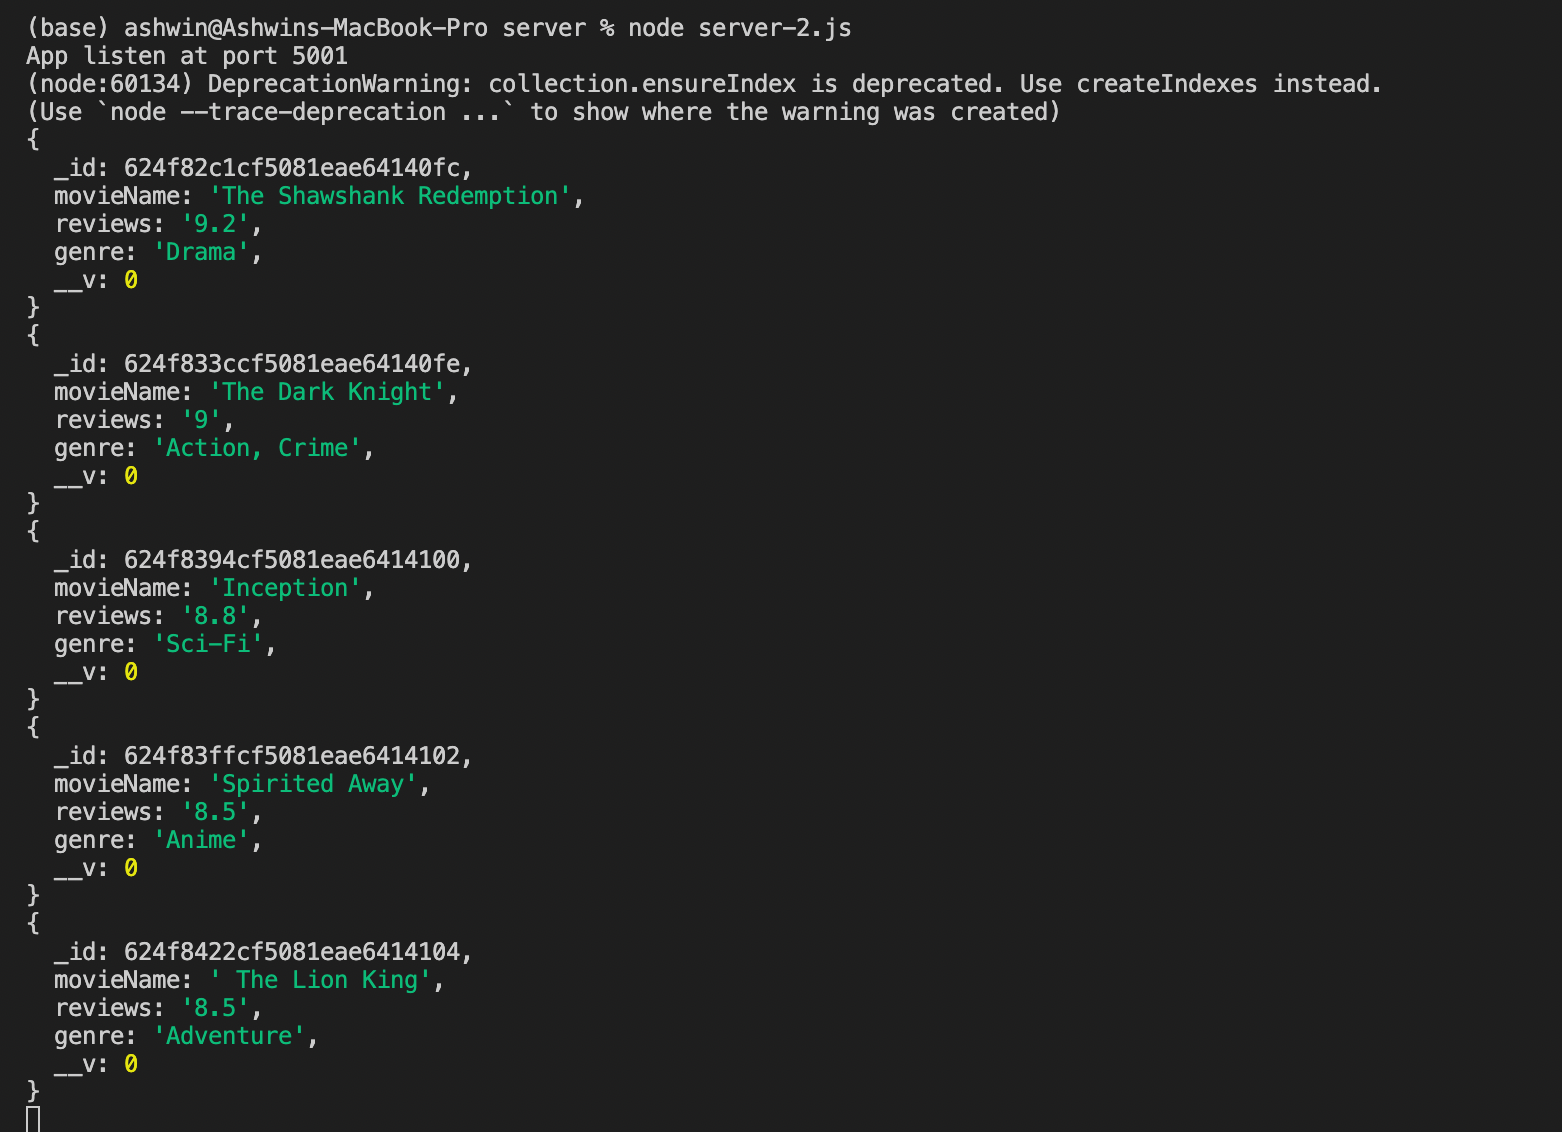 (base) ashwin@Ashwins-MacBook-Pro server % node server-2.js
App listen at port 5001
(node:60134) DeprecationWarning: collection.ensureIndex is deprecated. Use createIndexes instead.
(Use `node --trace-deprecation ...` to show where the warning was created)
{
  _id: 624f82c1cf5081eae64140fc,
  movieName: 'The Shawshank Redemption',
  reviews: '9.2',
  genre: 'Drama',
  __v: 0
}
{
  _id: 624f833ccf5081eae64140fe,
  movieName: 'The Dark Knight',
  reviews: '9',
  genre: 'Action, Crime',
  __v: 0
}
{
  _id: 624f8394cf5081eae6414100,
  movieName: 'Inception',
  reviews: '8.8',
  genre: 'Sci-Fi',
  __v: 0
}
{
  _id: 624f83ffcf5081eae6414102,
  movieName: 'Spirited Away',
  reviews: '8.5',
  genre: 'Anime',
  __v: 0
}
{
  _id: 624f8422cf5081eae6414104,
  movieName: ' The Lion King',
  reviews: '8.5',
  genre: 'Adventure',
  __v: 0
}